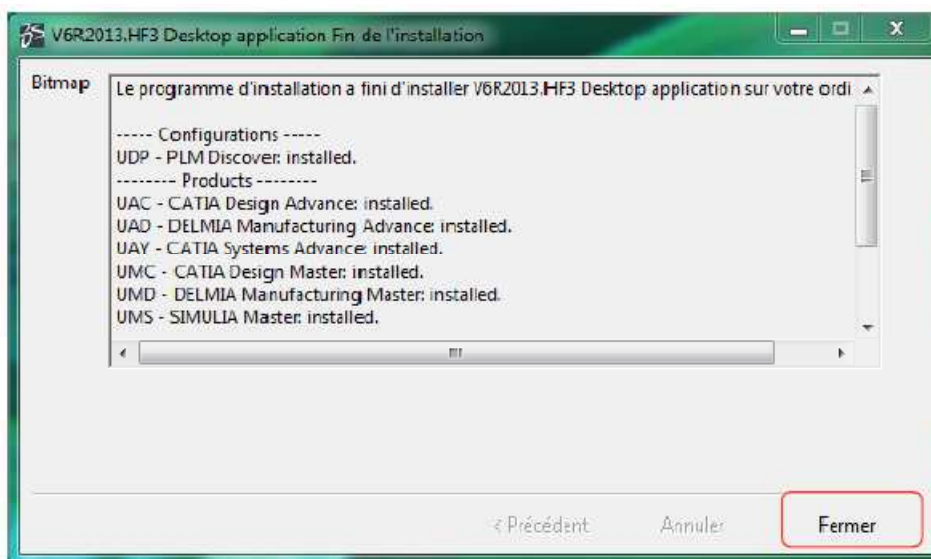 V6R2013.HF3 Desktop application Fin de l'installation
Bitmap
Le programme d'installation a fini d'installer V6R2013.HF3 Desktop application sur votre ordi
----- Configurations -----
UDP - PLM Discover: installed.
-------- Products --------
UAC - CATIA Design Advance: installed.
UAD - DELMIA Manufacturing Advance: installed.
UAY - CATIA Systems Advance: installed.
UMC - CATIA Design Master: installed.
UMD - DELMIA Manufacturing Master: installed.
UMS - SIMULIA Master: installed.
< Précédent Annuler Fermer